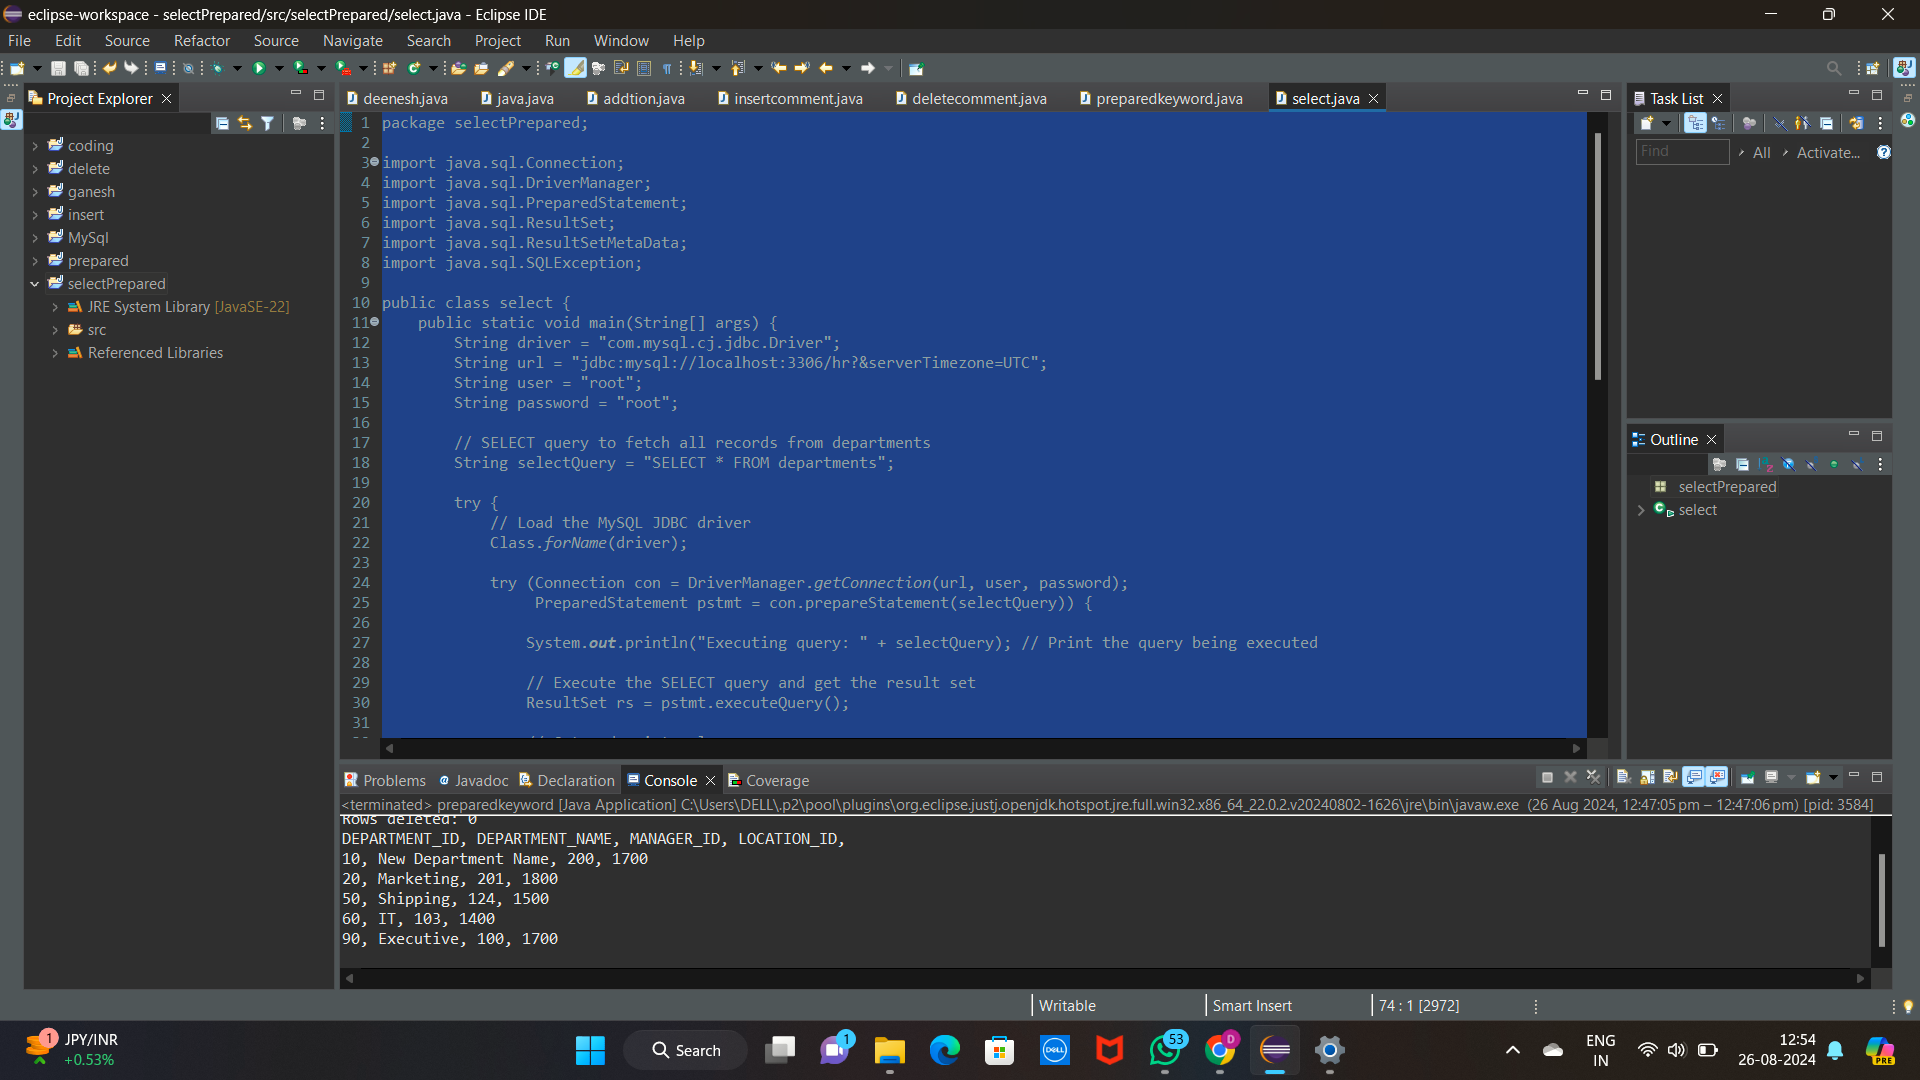 eclipse-workspace - selectPrepared/src/selectPrepared/select.java - Eclipse IDE
File Edit Source Refactor Source Navigate Search Project Run Window Help
Project Explorer
coding
delete
ganesh
insert
MySql
prepared
selectPrepared
JRE System Library [JavaSE-22]
src
Referenced Libraries
deenesh.java java.java addtion.java insertcomment.java deletecomment.java preparedkeyword.java select.java
1 package selectPrepared;
2
3 import java.sql.Connection;
4 import java.sql.DriverManager;
5 import java.sql.PreparedStatement;
6 import java.sql.ResultSet;
7 import java.sql.ResultSetMetaData;
8 import java.sql.SQLException;
9
10 public class select {
11 public static void main(String[] args) {
12 String driver = "com.mysql.cj.jdbc.Driver";
13 String url = "jdbc:mysql://localhost:3306/hr?&serverTimezone=UTC";
14 String user = "root";
15 String password = "root";
16
17 // SELECT query to fetch all records from departments
18 String selectQuery = "SELECT * FROM departments";
19
20 try {
21 // Load the MySQL JDBC driver
22 Class.forName(driver);
23
24 try (Connection con = DriverManager.getConnection(url, user, password);
25 PreparedStatement pstmt = con.prepareStatement(selectQuery)) {
26
27 System.out.println("Executing query: " + selectQuery); // Print the query being executed
28
29 // Execute the SELECT query and get the result set
30 ResultSet rs = pstmt.executeQuery();
31
Task List
Find All Activate...
Outline
selectPrepared
select
Problems Javadoc Declaration Console Coverage
<terminated> preparedkeyword [Java Application] C:\Users\DELL\.p2\pool\plugins\org.eclipse.justj.openjdk.hotspot.jre.full.win32.x86_64_22.0.2.v20240802-1626\jre\bin\javaw.exe (26 Aug 2024, 12:47:05 pm – 12:47:06 pm) [pid: 3584]
Rows deleted: 0
DEPARTMENT_ID, DEPARTMENT_NAME, MANAGER_ID, LOCATION_ID,
10, New Department Name, 200, 1700
20, Marketing, 201, 1800
50, Shipping, 124, 1500
60, IT, 103, 1400
90, Executive, 100, 1700
Writable Smart Insert 74 : 1 [2972]
1 JPY/INR
+0.53%
Search
1
DELL
53
D
ENG
IN
12:54
26-08-2024
PRE